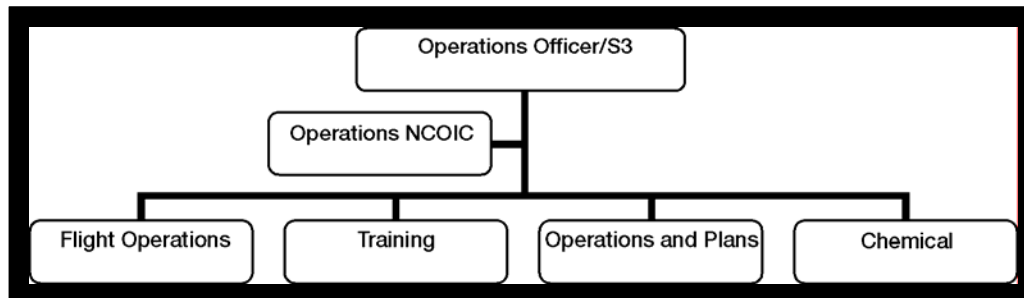 Operations Officer/S3
Operations NCOIC
Flight Operations
Training
Operations and Plans
Chemical